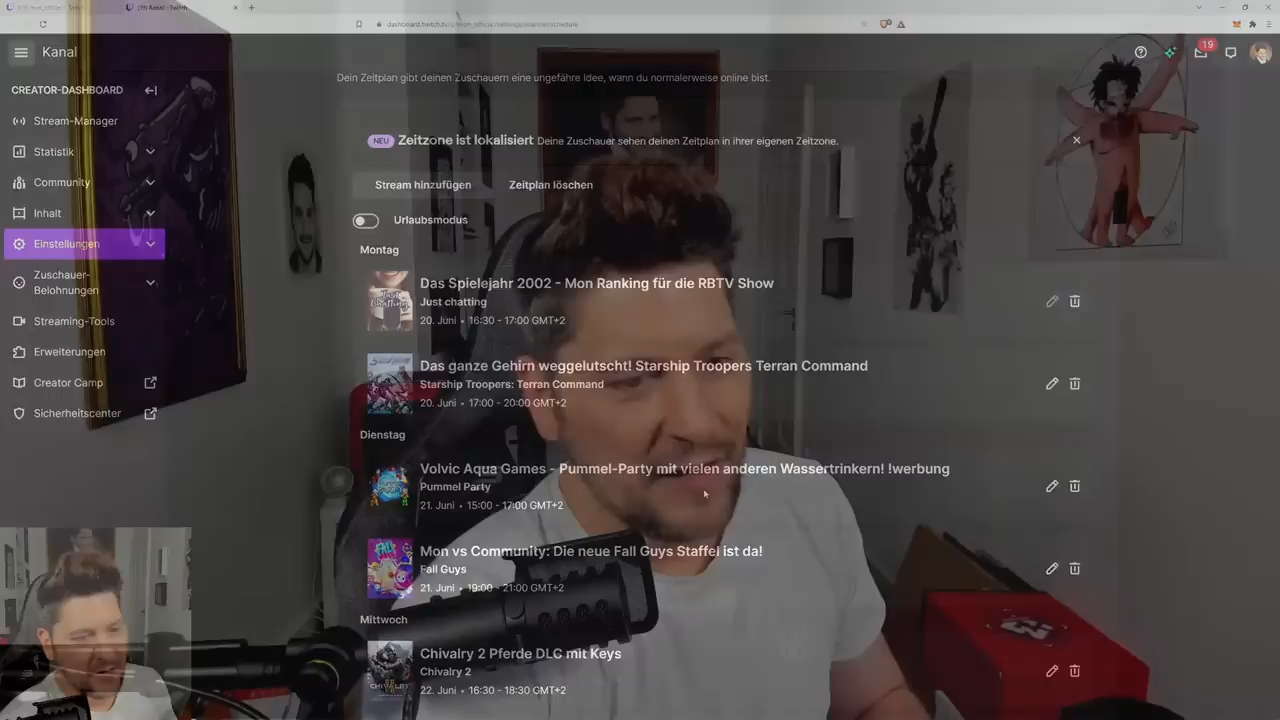 (1) Kanal - Twitch
Kanal
19
CREATOR-DASHBOARD
Stream-Manager
Statistik
Community
Inhalt
Einstellungen
Zuschauer-
Belohnungen
Streaming-Tools
Erweiterungen
Creator Camp
Sicherheitscenter
Dein Zeitplan gibt deinen Zuschauern eine ungefähre Idee, wann du normalerweise online bist.
NEU Zeitzone ist lokalisiert Deine Zuschauer sehen deinen Zeitplan in ihrer eigenen Zeitzone.
Stream hinzufügen Zeitplan löschen
Urlaubsmodus
Montag
Das Spielejahr 2002 - Mon Ranking für die RBTV Show
Just chatting
20. Juni • 16:30 - 17:00 GMT+2
Das ganze Gehirn weggelutscht! Starship Troopers Terran Command
Starship Troopers: Terran Command
20. Juni • 17:00 - 20:00 GMT+2
Dienstag
Volvic Aqua Games - Pummel-Party mit vielen anderen Wassertrinkern! !werbung
Pummel Party
21. Juni • 15:00 - 17:00 GMT+2
Mon vs Community: Die neue Fall Guys Staffel ist da!
Fall Guys
21. Juni • 19:00 - 21:00 GMT+2
Mittwoch
Chivalry 2 Pferde DLC mit Keys
Chivalry 2
22. Juni • 16:30 - 18:30 GMT+2